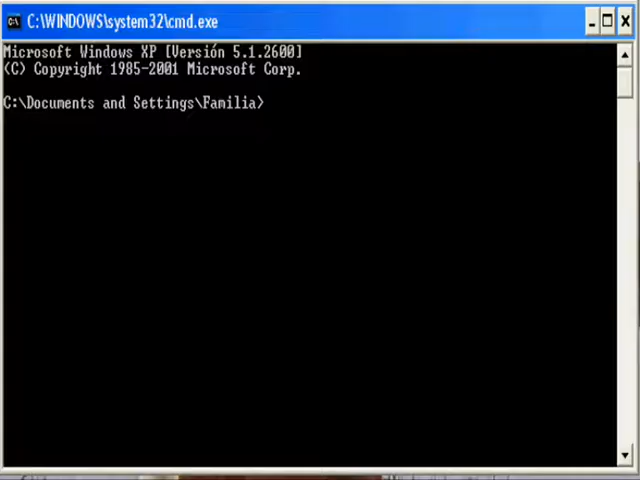 C:\WINDOWS\system32\cmd.exe
Microsoft Windows XP [Versión 5.1.2600]
(C) Copyright 1985-2001 Microsoft Corp.
C:\Documents and Settings\Familia>